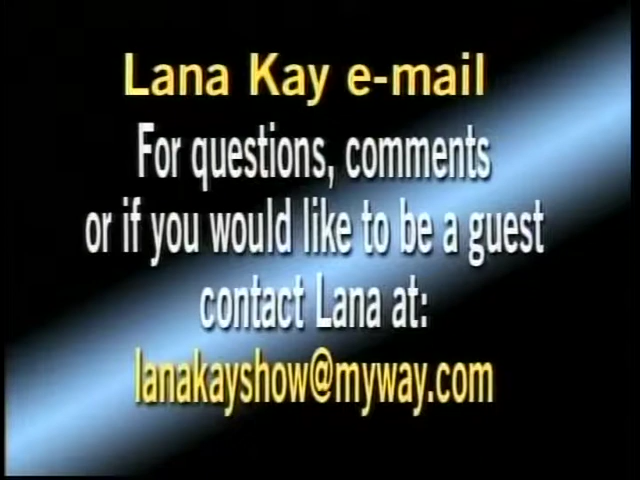 Lana Kay e-mail
For questions, comments
or if you would like to be a guest
contact Lana at:
lanakayshow@myway.com